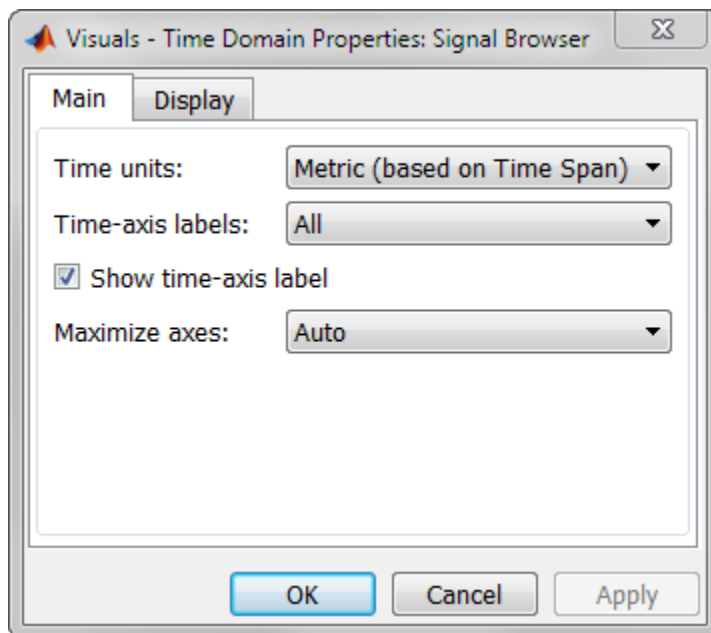 Visuals - Time Domain Properties: Signal Browser
Main Display
Time units: Metric (based on Time Span)
Time-axis labels: All
Show time-axis label
Maximize axes: Auto
OK Cancel Apply